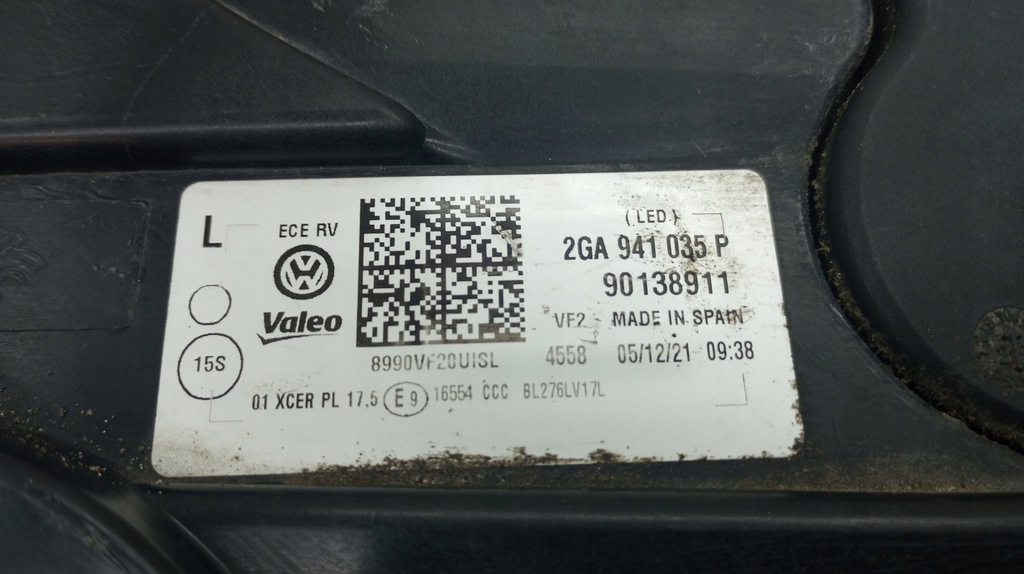 L
ECE RV
(LED)
2GA 941 035 P
90138911
Valeo
VF2 MADE IN SPAIN
15S
8990VF20UISL
4558 05/12/21 09:38
01 XCER PL 17,5 E9 16554 CCC BL276LV17L